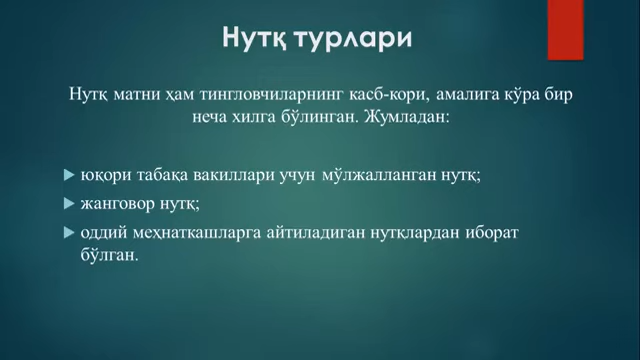 Нутқ турлари
Нутқ матни ҳам тингловчиларнинг касб-кори, амалига кўра бир
неча хилга бўлинган. Жумладан:
юқори табақа вакиллари учун мўлжалланган нутқ;
жанговор нутқ;
оддий меҳнаткашларга айтиладиган нутқлардан иборат
бўлган.